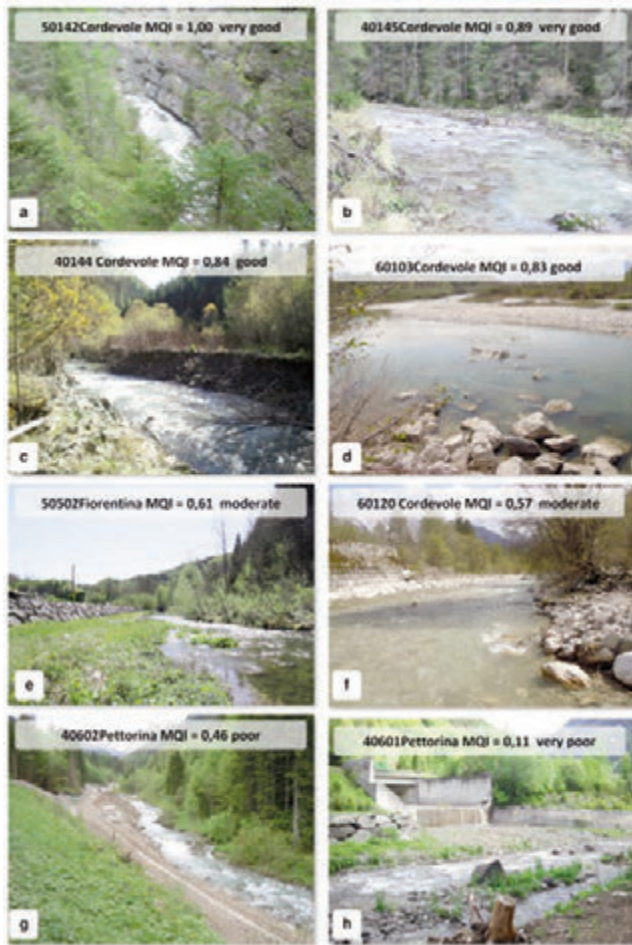 50142Cordevole MQI = 1,00 very good
40145Cordevole MQI = 0,89 very good
a
b
40144 Cordevole MQI = 0,84 good
60103Cordevole MQI = 0,83 good
c
d
50502Fiorentina MQI = 0,61 moderate
60120 Cordevole MQI = 0,57 moderate
e
f
40602Pettorina MQI = 0,46 poor
40601Pettorina MQI = 0,11 very poor
g
h